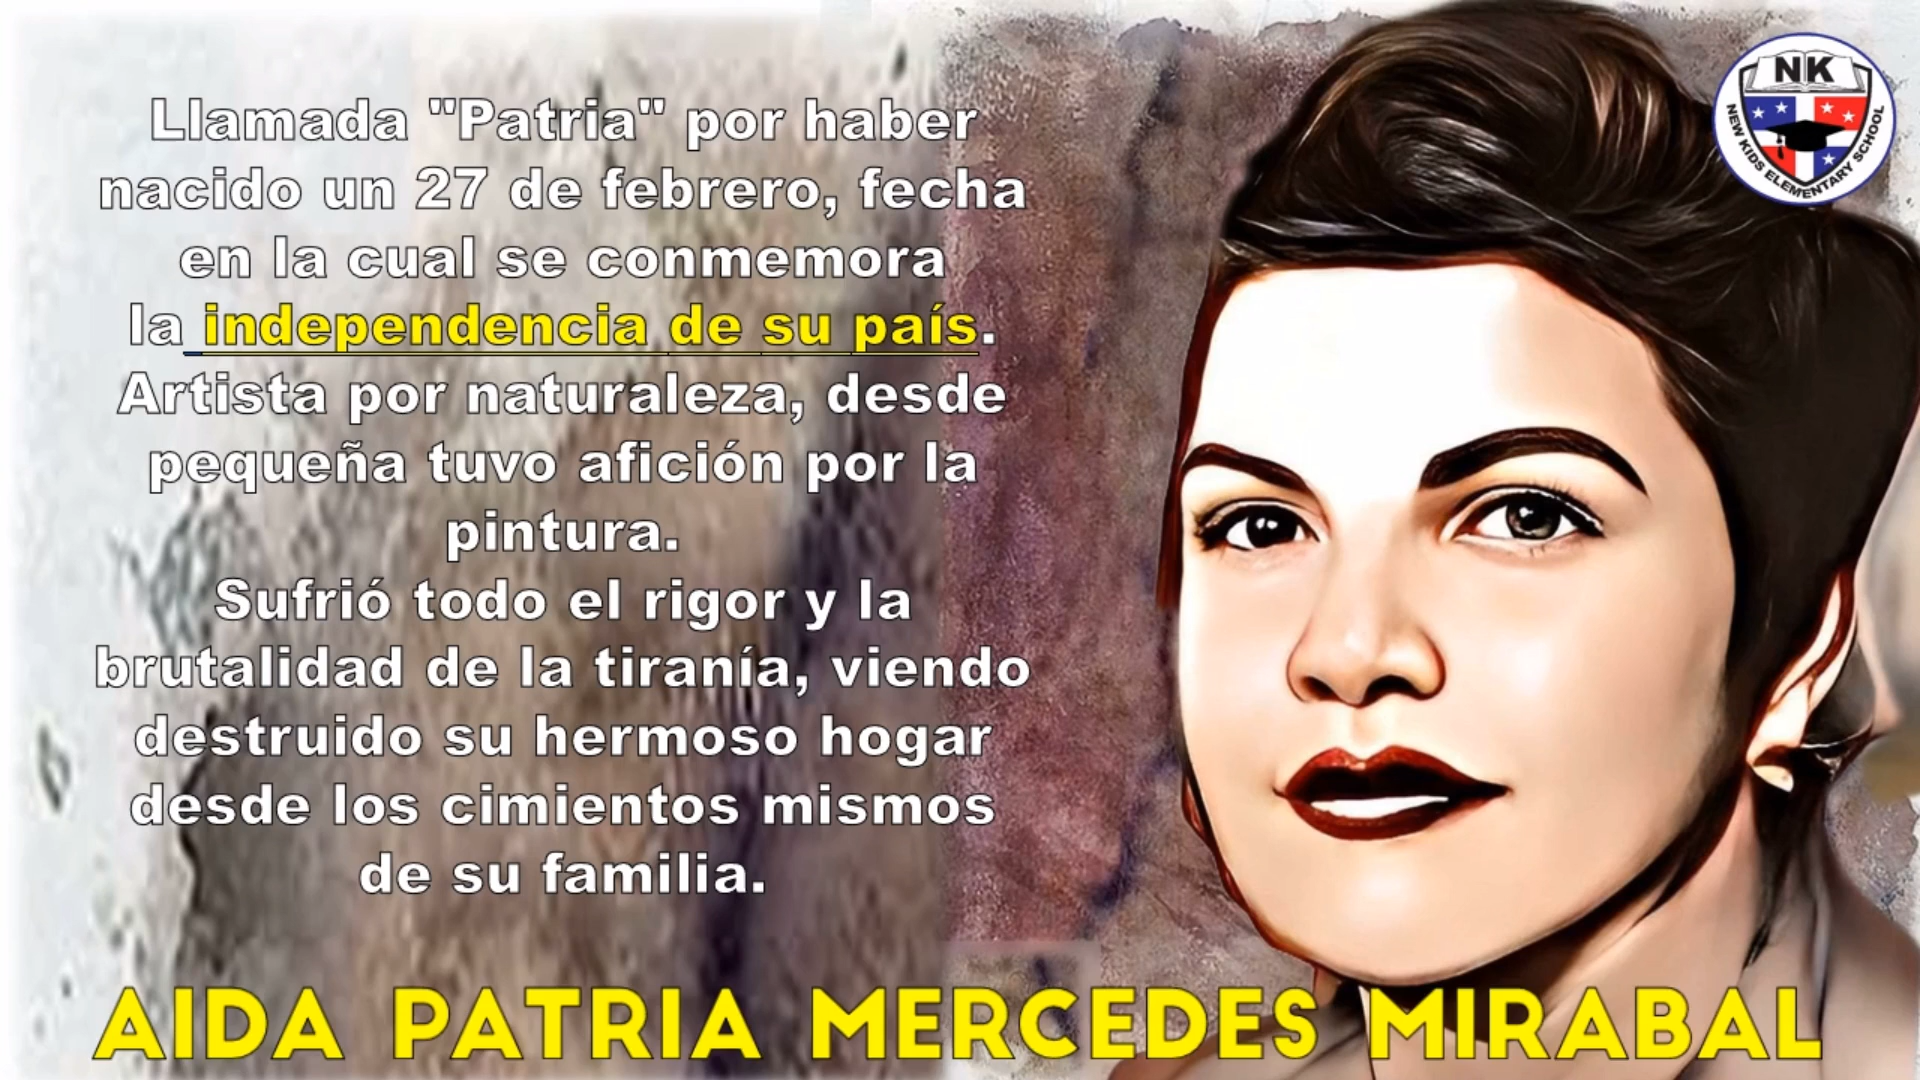 Llamada "Patria" por haber
nacido un 27 de febrero, fecha
en la cual se conmemora
la independencia de su país.
Artista por naturaleza, desde
pequeña tuvo afición por la
pintura.
Sufrió todo el rigor y la
brutalidad de la tiranía, viendo
destruido su hermoso hogar
desde los cimientos mismos
de su familia.
NK
NEW KIDS ELEMENTARY SCHOOL
AIDA PATRIA MERCEDES MIRABAL